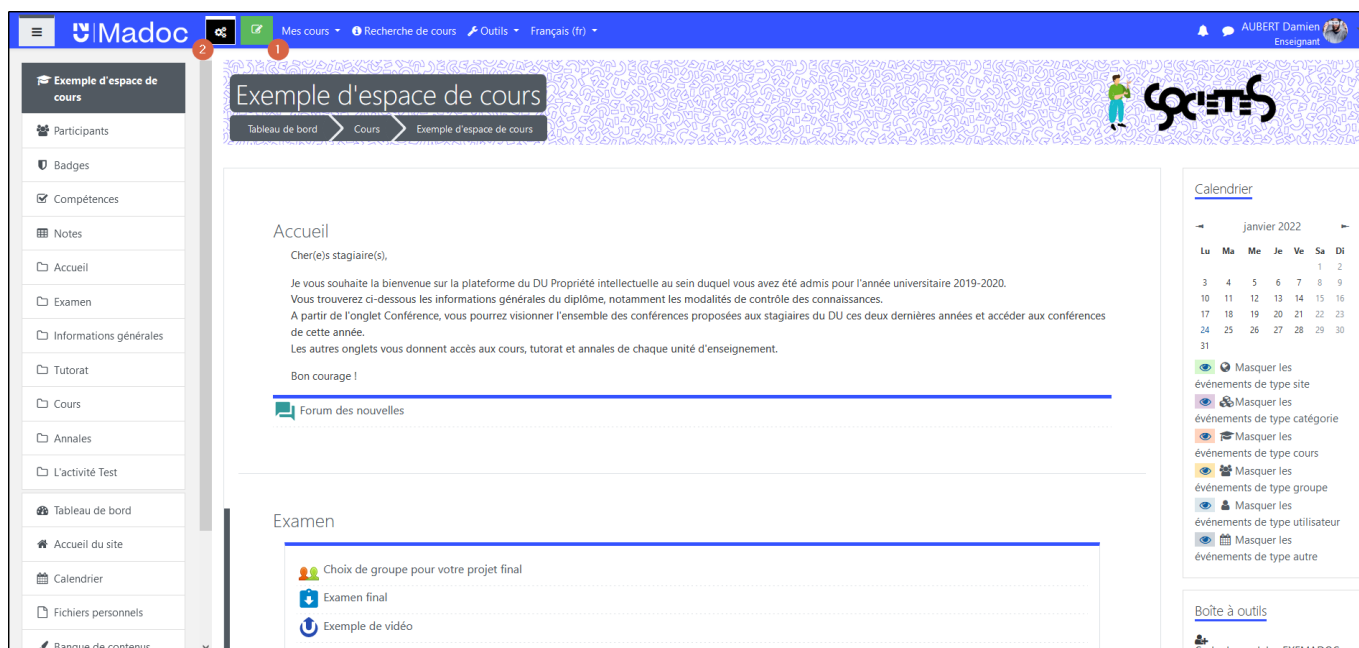 Madoc
2
1
Mes cours
Recherche de cours
Outils
Français (fr)
AUBERT Damien
Enseignant
Exemple d'espace de
cours
Participants
Badges
Compétences
Notes
Accueil
Examen
Informations générales
Tutorat
Cours
Annales
L'activité Test
Tableau de bord
Accueil du site
Calendrier
Fichiers personnels
Banque de contenus
Exemple d'espace de cours
Tableau de bord
Cours
Exemple d'espace de cours
SOCIETES
Accueil
Cher(e)s stagiaire(s),
Je vous souhaite la bienvenue sur la plateforme du DU Propriété intellectuelle au sein duquel vous avez été admis pour l'année universitaire 2019-2020.
Vous trouverez ci-dessous les informations générales du diplôme, notamment les modalités de contrôle des connaissances.
A partir de l'onglet Conférence, vous pourrez visionner l'ensemble des conférences proposées aux stagiaires du DU ces deux dernières années et accéder aux conférences
de cette année.
Les autres onglets vous donnent accès aux cours, tutorat et annales de chaque unité d'enseignement.
Bon courage !
Forum des nouvelles
Examen
Choix de groupe pour votre projet final
Examen final
Exemple de vidéo
Calendrier
janvier 2022
Lu Ma Me Je Ve Sa Di
1 2
3 4 5 6 7 8 9
10 11 12 13 14 15 16
17 18 19 20 21 22 23
24 25 26 27 28 29 30
31
Masquer les
événements de type site
Masquer les
événements de type catégorie
Masquer les
événements de type cours
Masquer les
événements de type groupe
Masquer les
événements de type utilisateur
Masquer les
événements de type autre
Boîte à outils